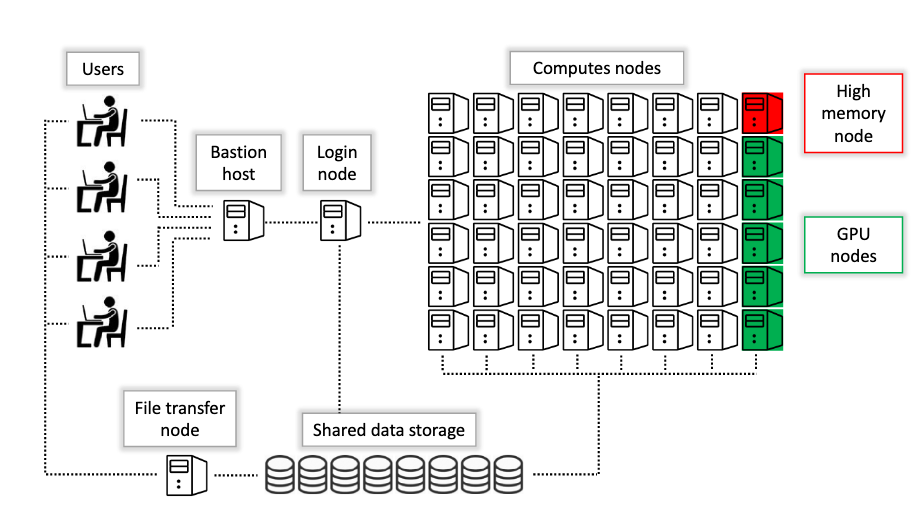 Users
Computes nodes
High
memory
node
Bastion
host
Login
node
GPU
nodes
File transfer
node
Shared data storage